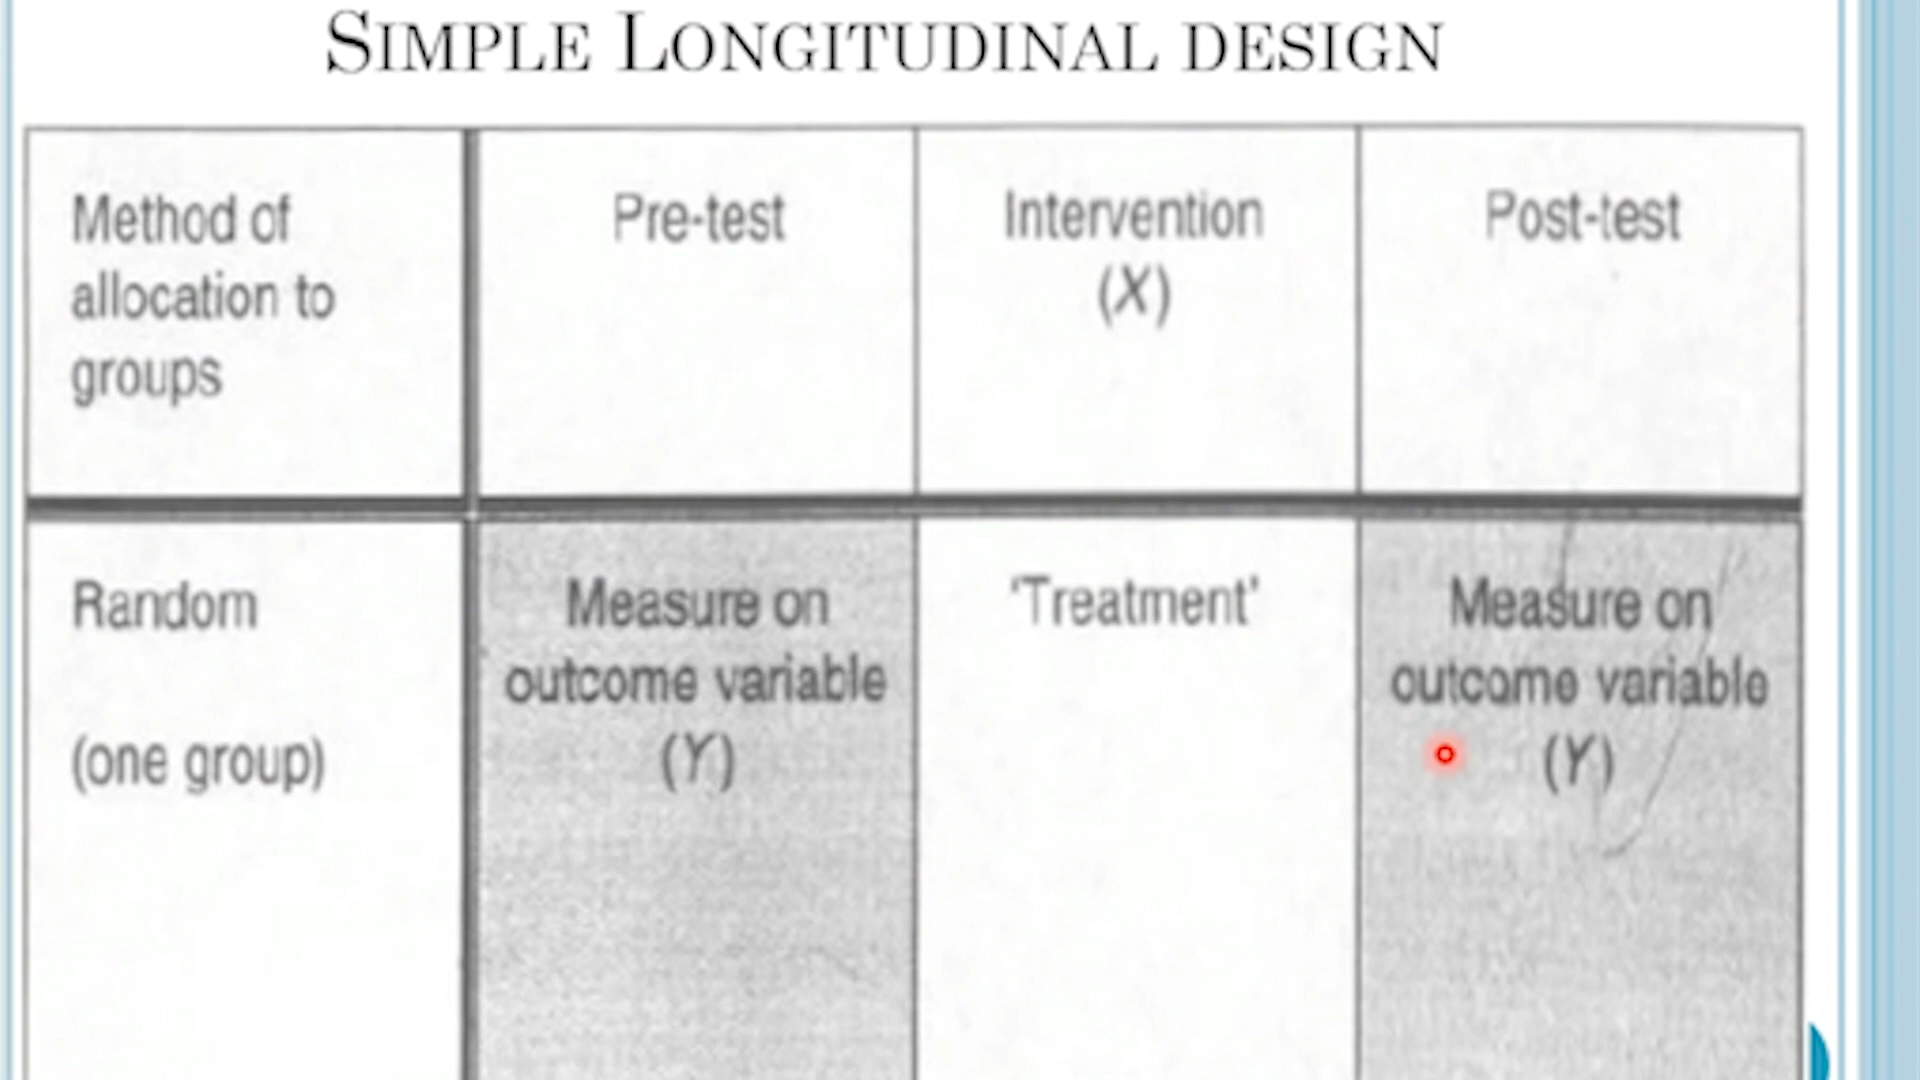 SIMPLE LONGITUDINAL DESIGN
Method of
allocation to
groups
Pre-test
Intervention
(X)
Post-test
Random
(one group)
Measure on
outcome variable
(Y)
'Treatment'
Measure on
outcome variable
(Y)